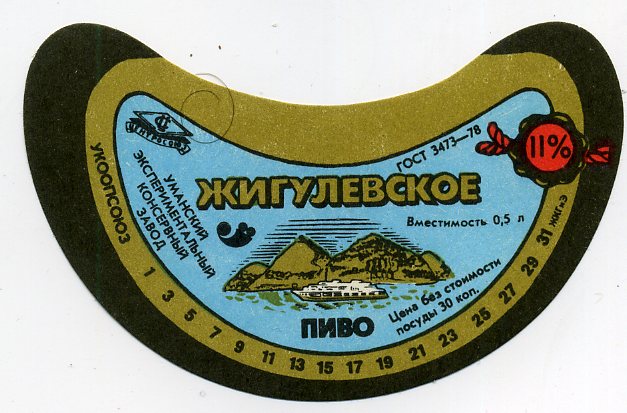 ЦЕНТРОСОЮЗ
УКООПСОЮЗ
УМАНСКИЙ
ЭКСПЕРИМЕНТАЛЬНЫЙ
КОНСЕРВНЫЙ
ЗАВОД
ГОСТ 3473—78
11%
ЖИГУЛЕВСКОЕ
Вместимость 0,5 л
ПИВО
Цена без стоимости
посуды 30 коп.
1 3 5 7 9 11 13 15 17 19 21 23 25 27 29 31